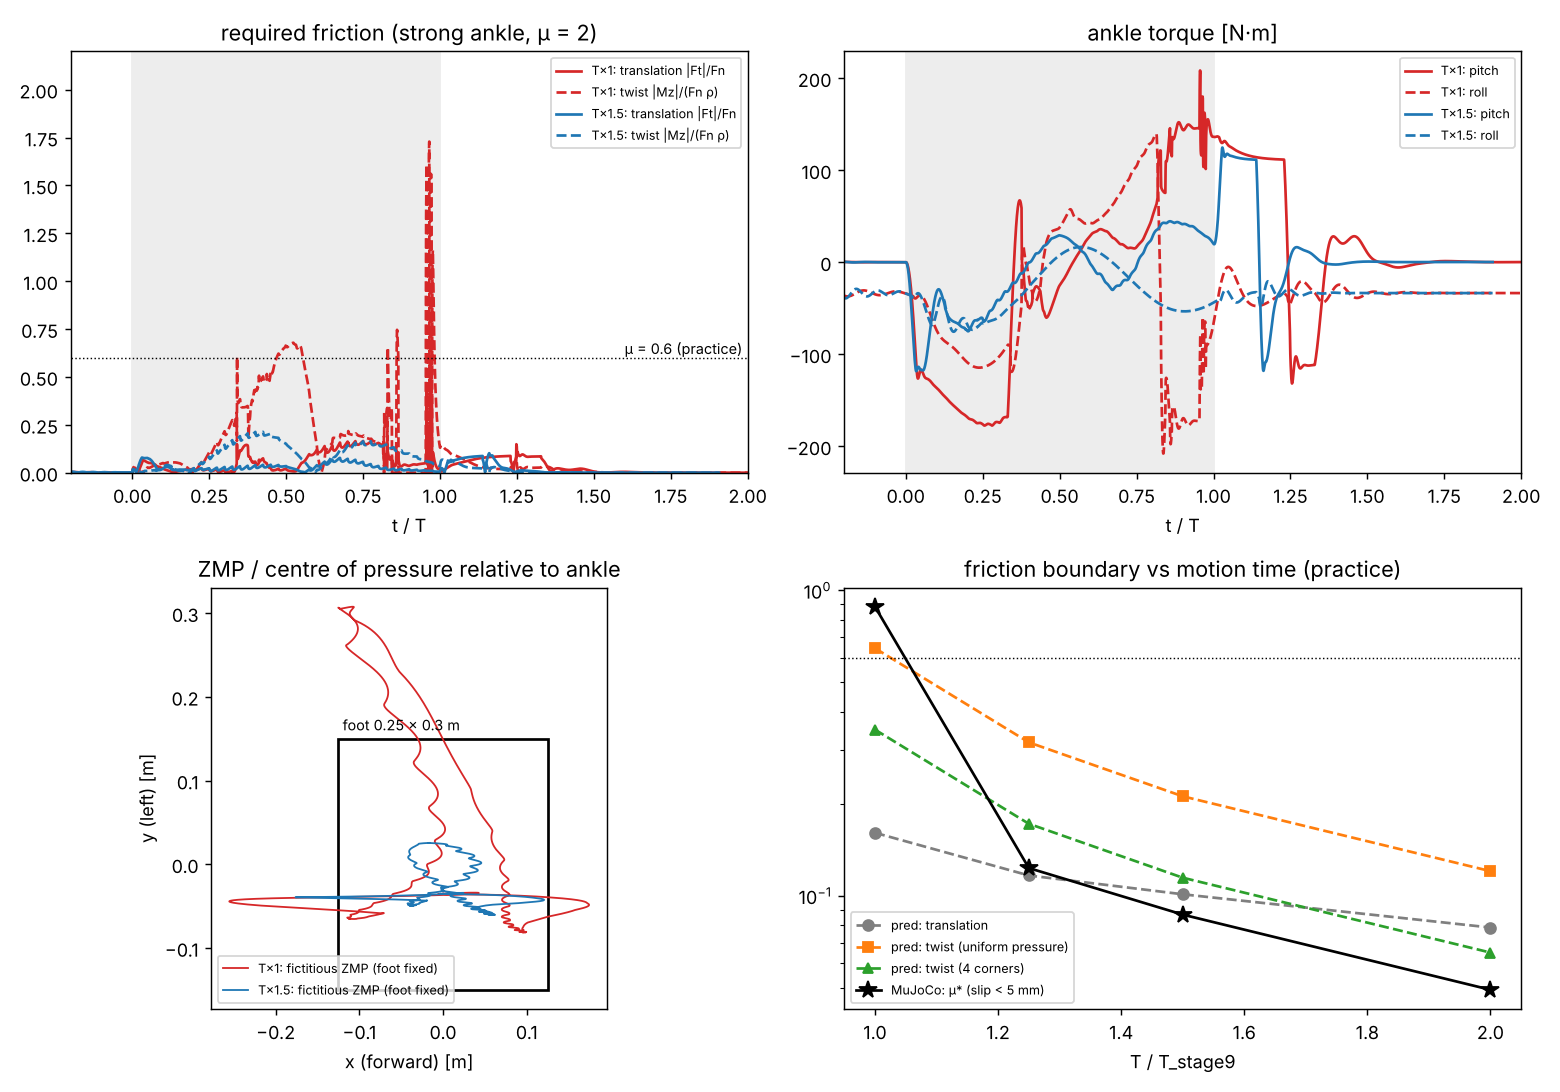 required friction (strong ankle, μ = 2)
T×1: translation |Ft|/Fn
T×1: twist |Mz|/(Fn ρ)
T×1.5: translation |Ft|/Fn
T×1.5: twist |Mz|/(Fn ρ)
μ = 0.6 (practice)
2.00
1.75
1.50
1.25
1.00
0.75
0.50
0.25
0.00
0.00 0.25 0.50 0.75 1.00 1.25 1.50 1.75 2.00
t / T
ankle torque [N·m]
T×1: pitch
T×1: roll
T×1.5: pitch
T×1.5: roll
200
100
0
−100
−200
0.00 0.25 0.50 0.75 1.00 1.25 1.50 1.75 2.00
t / T
ZMP / centre of pressure relative to ankle
foot 0.25 × 0.3 m
y (left) [m]
0.3
0.2
0.1
0.0
−0.1
T×1: fictitious ZMP (foot fixed)
T×1.5: fictitious ZMP (foot fixed)
−0.2 −0.1 0.0 0.1
x (forward) [m]
friction boundary vs motion time (practice)
10⁰
10⁻¹
pred: translation
pred: twist (uniform pressure)
pred: twist (4 corners)
MuJoCo: μ* (slip < 5 mm)
1.0 1.2 1.4 1.6 1.8 2.0
T / T_stage9